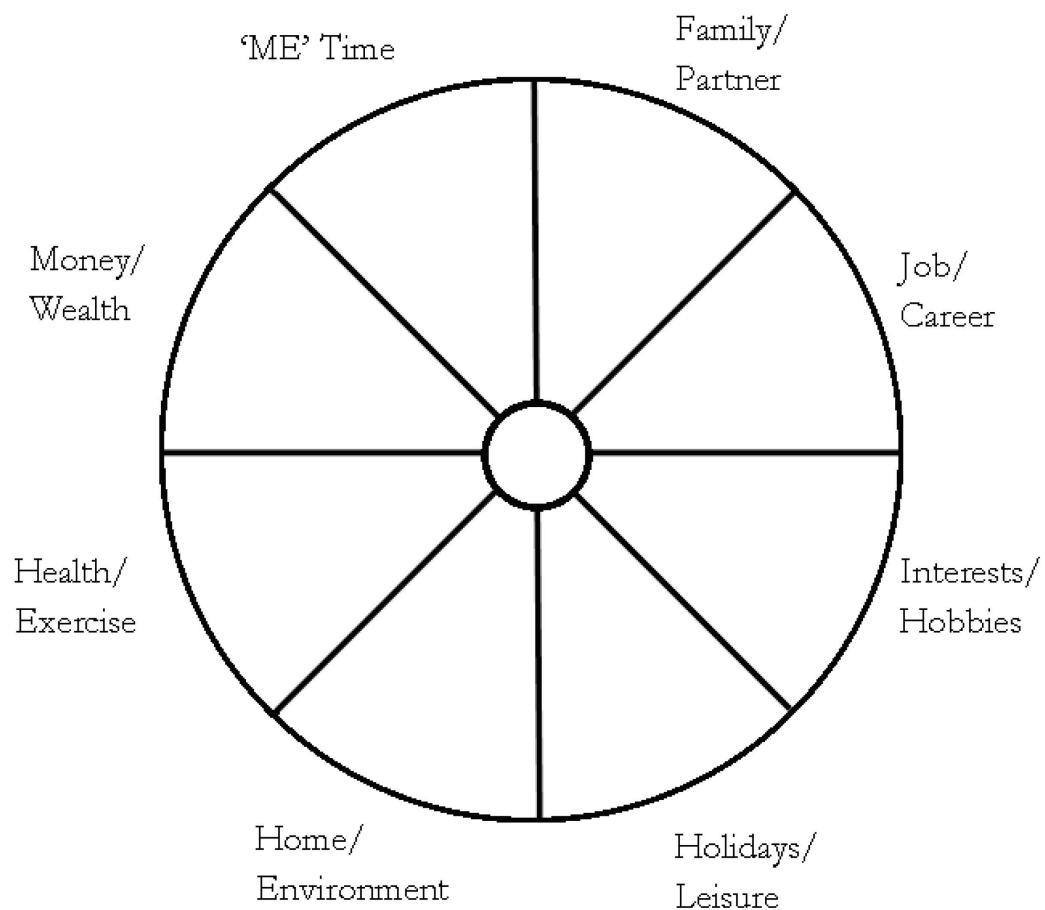 ‘ME’ Time
Family/
Partner
Job/
Career
Interests/
Hobbies
Holidays/
Leisure
Home/
Environment
Health/
Exercise
Money/
Wealth